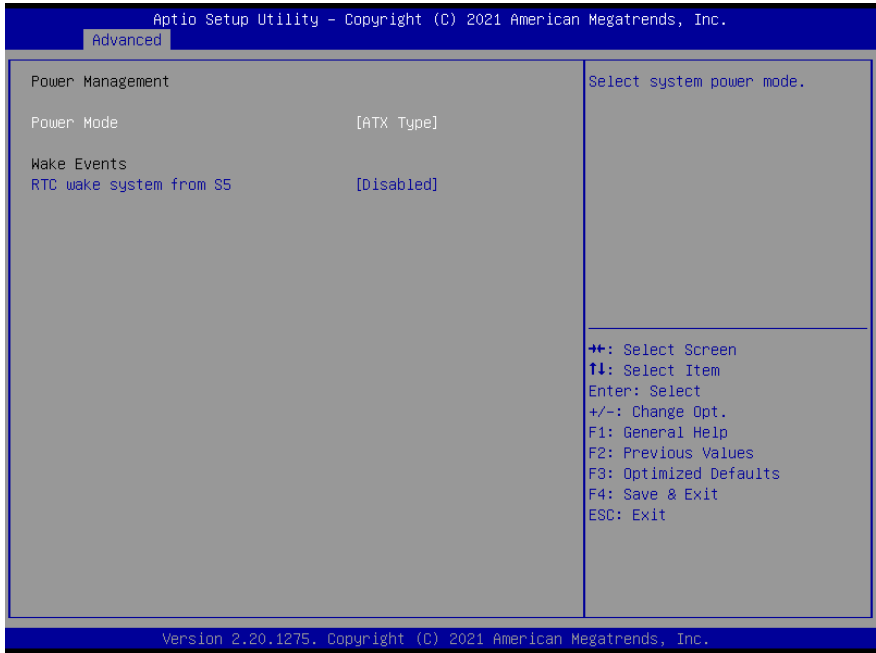 Aptio Setup Utility – Copyright (C) 2021 American Megatrends, Inc.
Advanced
Power Management
Power Mode [ATX Type]
Wake Events
RTC wake system from S5 [Disabled]
Select system power mode.
→←: Select Screen
↑↓: Select Item
Enter: Select
+/-: Change Opt.
F1: General Help
F2: Previous Values
F3: Optimized Defaults
F4: Save & Exit
ESC: Exit
Version 2.20.1275. Copyright (C) 2021 American Megatrends, Inc.